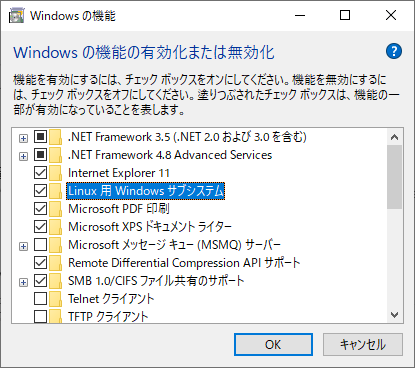 Windows の機能
Windows の機能の有効化または無効化
機能を有効にするには、チェック ボックスをオンにしてください。機能を無効にするに
は、チェック ボックスをオフにしてください。塗りつぶされたチェック ボックスは、機能の一
部が有効になっていることを表します。
.NET Framework 3.5 (.NET 2.0 および 3.0 を含む)
.NET Framework 4.8 Advanced Services
Internet Explorer 11
Linux 用 Windows サブシステム
Microsoft PDF 印刷
Microsoft XPS ドキュメント ライター
Microsoft メッセージ キュー (MSMQ) サーバー
Remote Differential Compression API サポート
SMB 1.0/CIFS ファイル共有のサポート
Telnet クライアント
TFTP クライアント
OK
キャンセル